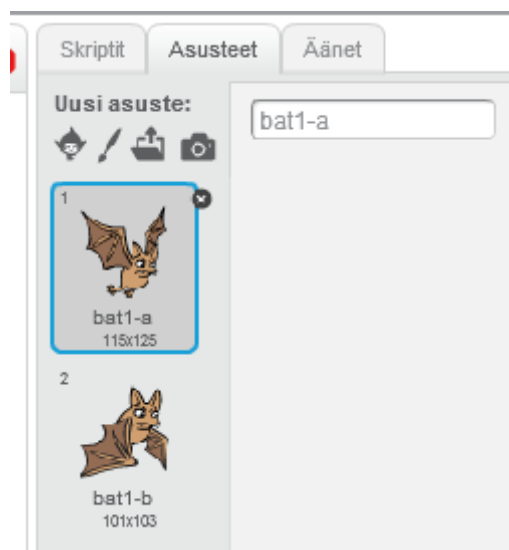 Skriptit Asusteet Äänet
Uusi asuste:
bat1-a
1
bat1-a
115x125
2
bat1-b
101x103